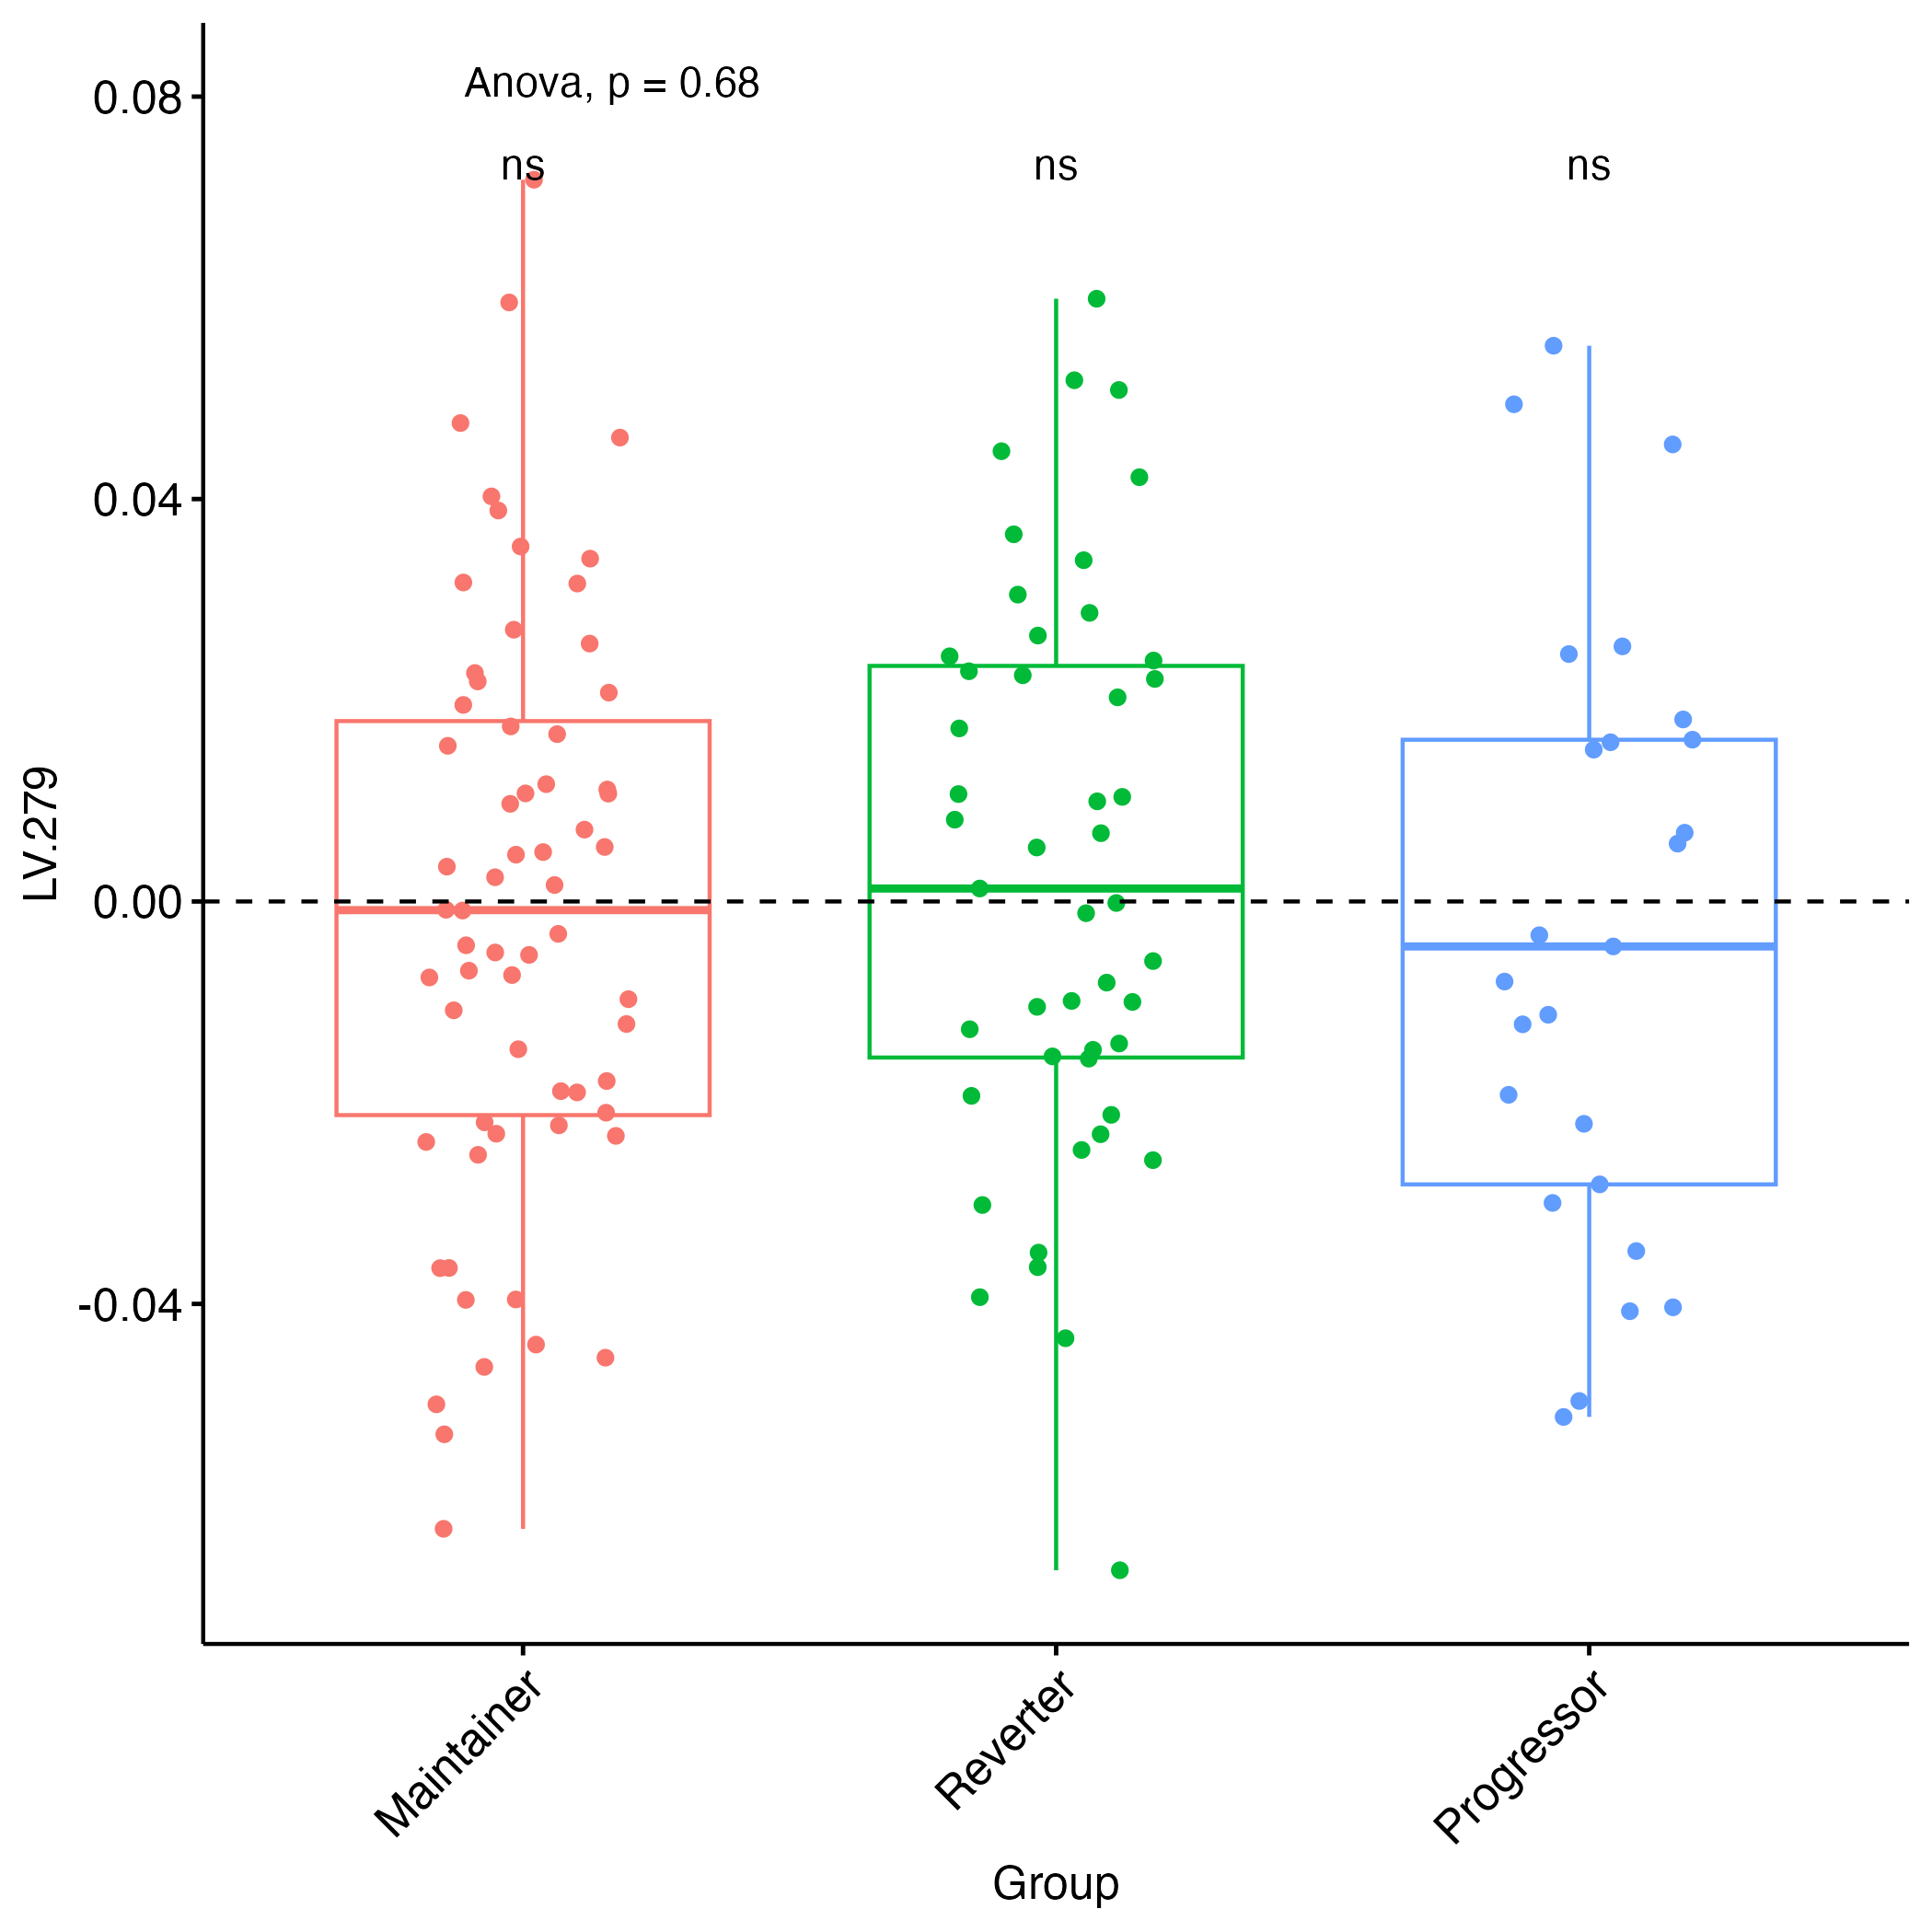 Anova, p = 0.68
ns ns ns
0.08
0.04
0.00
-0.04
LV.279
Maintainer Reverter Progressor
Group